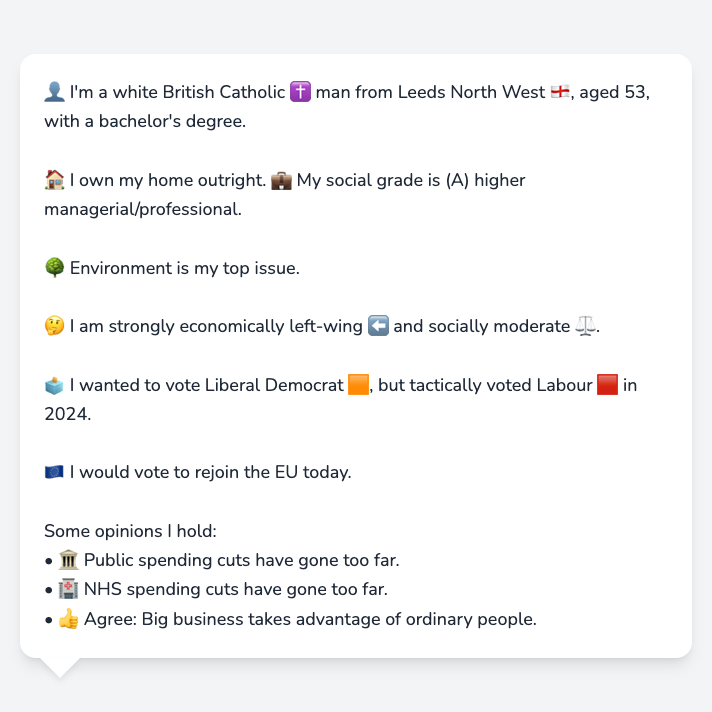 👤 I'm a white British Catholic ✝️ man from Leeds North West 🏴󠁧󠁢󠁥󠁮󠁧󠁿, aged 53,
with a bachelor's degree.
🏠 I own my home outright. 💼 My social grade is (A) higher
managerial/professional.
🌳 Environment is my top issue.
🤔 I am strongly economically left-wing ⬅️ and socially moderate ⚖️.
🗳️ I wanted to vote Liberal Democrat 🟧, but tactically voted Labour 🟥 in
2024.
🇪🇺 I would vote to rejoin the EU today.
Some opinions I hold:
• 🏛️ Public spending cuts have gone too far.
• 🏥 NHS spending cuts have gone too far.
• 👍 Agree: Big business takes advantage of ordinary people.